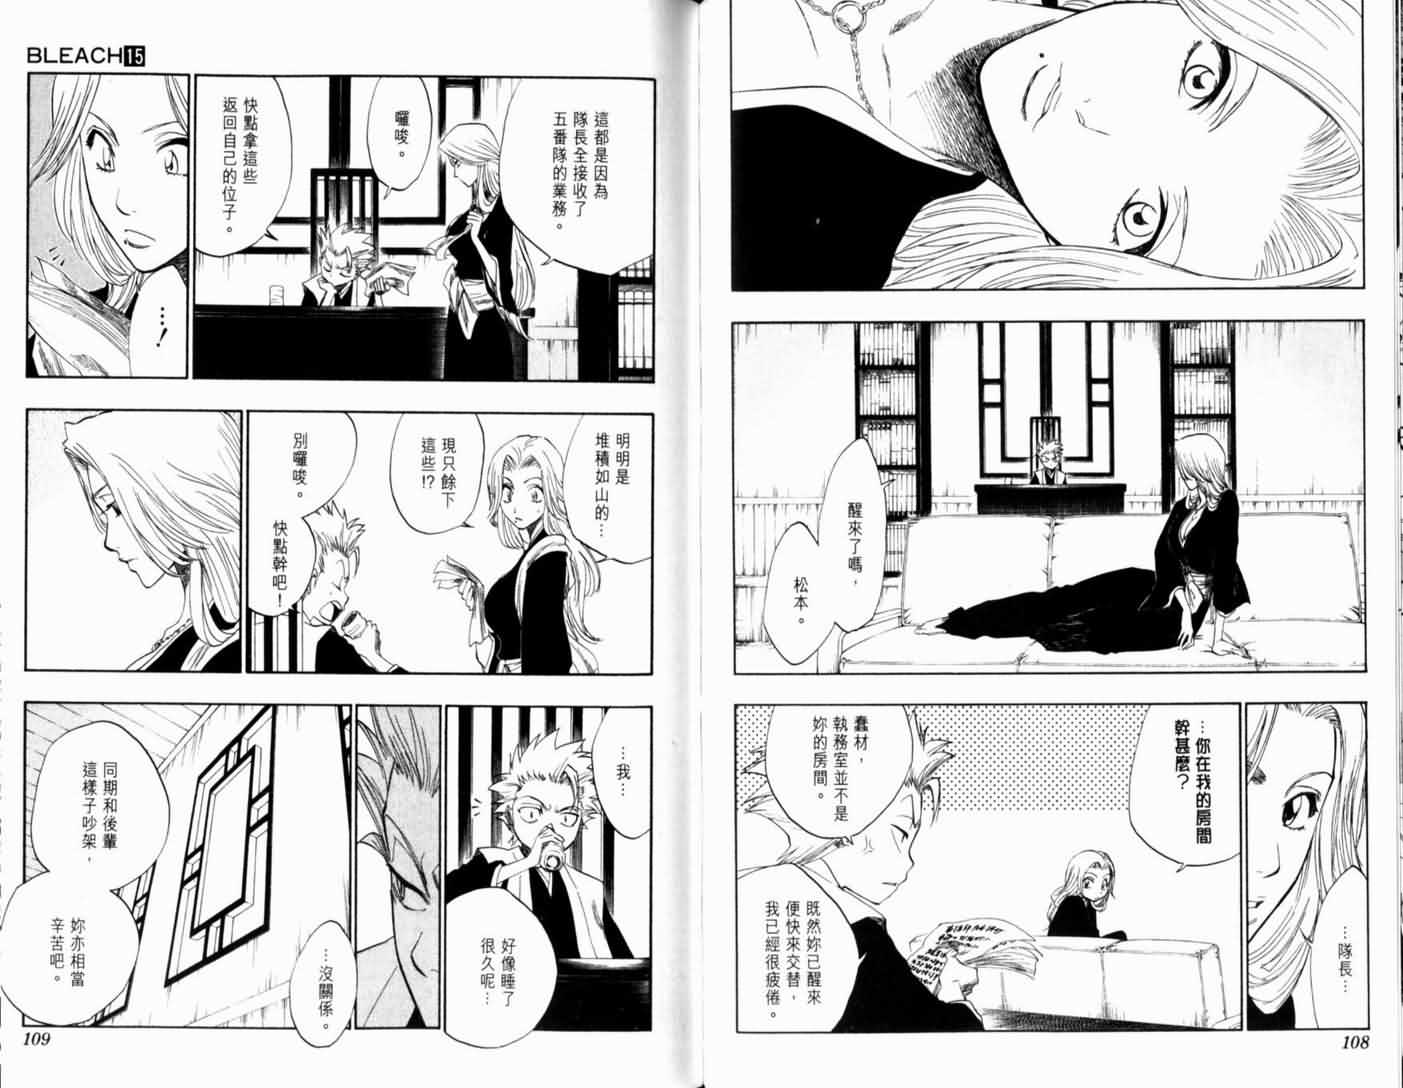 醒來了嗎，
松本。
…隊長…
…你在我的房間
幹甚麼？
蠢材，
執務室並不是
妳的房間。
既然妳已醒來
便快來交替，
我已經很疲倦
108
BLEACH15
這都是因為
隊長全接收了
五番隊的業務。
囉唆。
快點拿這些
返回自己的位子。
…！
明明是
堆積如山的…
現只餘下
這些!?
別囉唆。
快點幹吧！
…我…
好像睡了
很久呢…
…沒關係。
同期和後輩
這樣子吵架，
妳亦相當
辛苦吧。
109